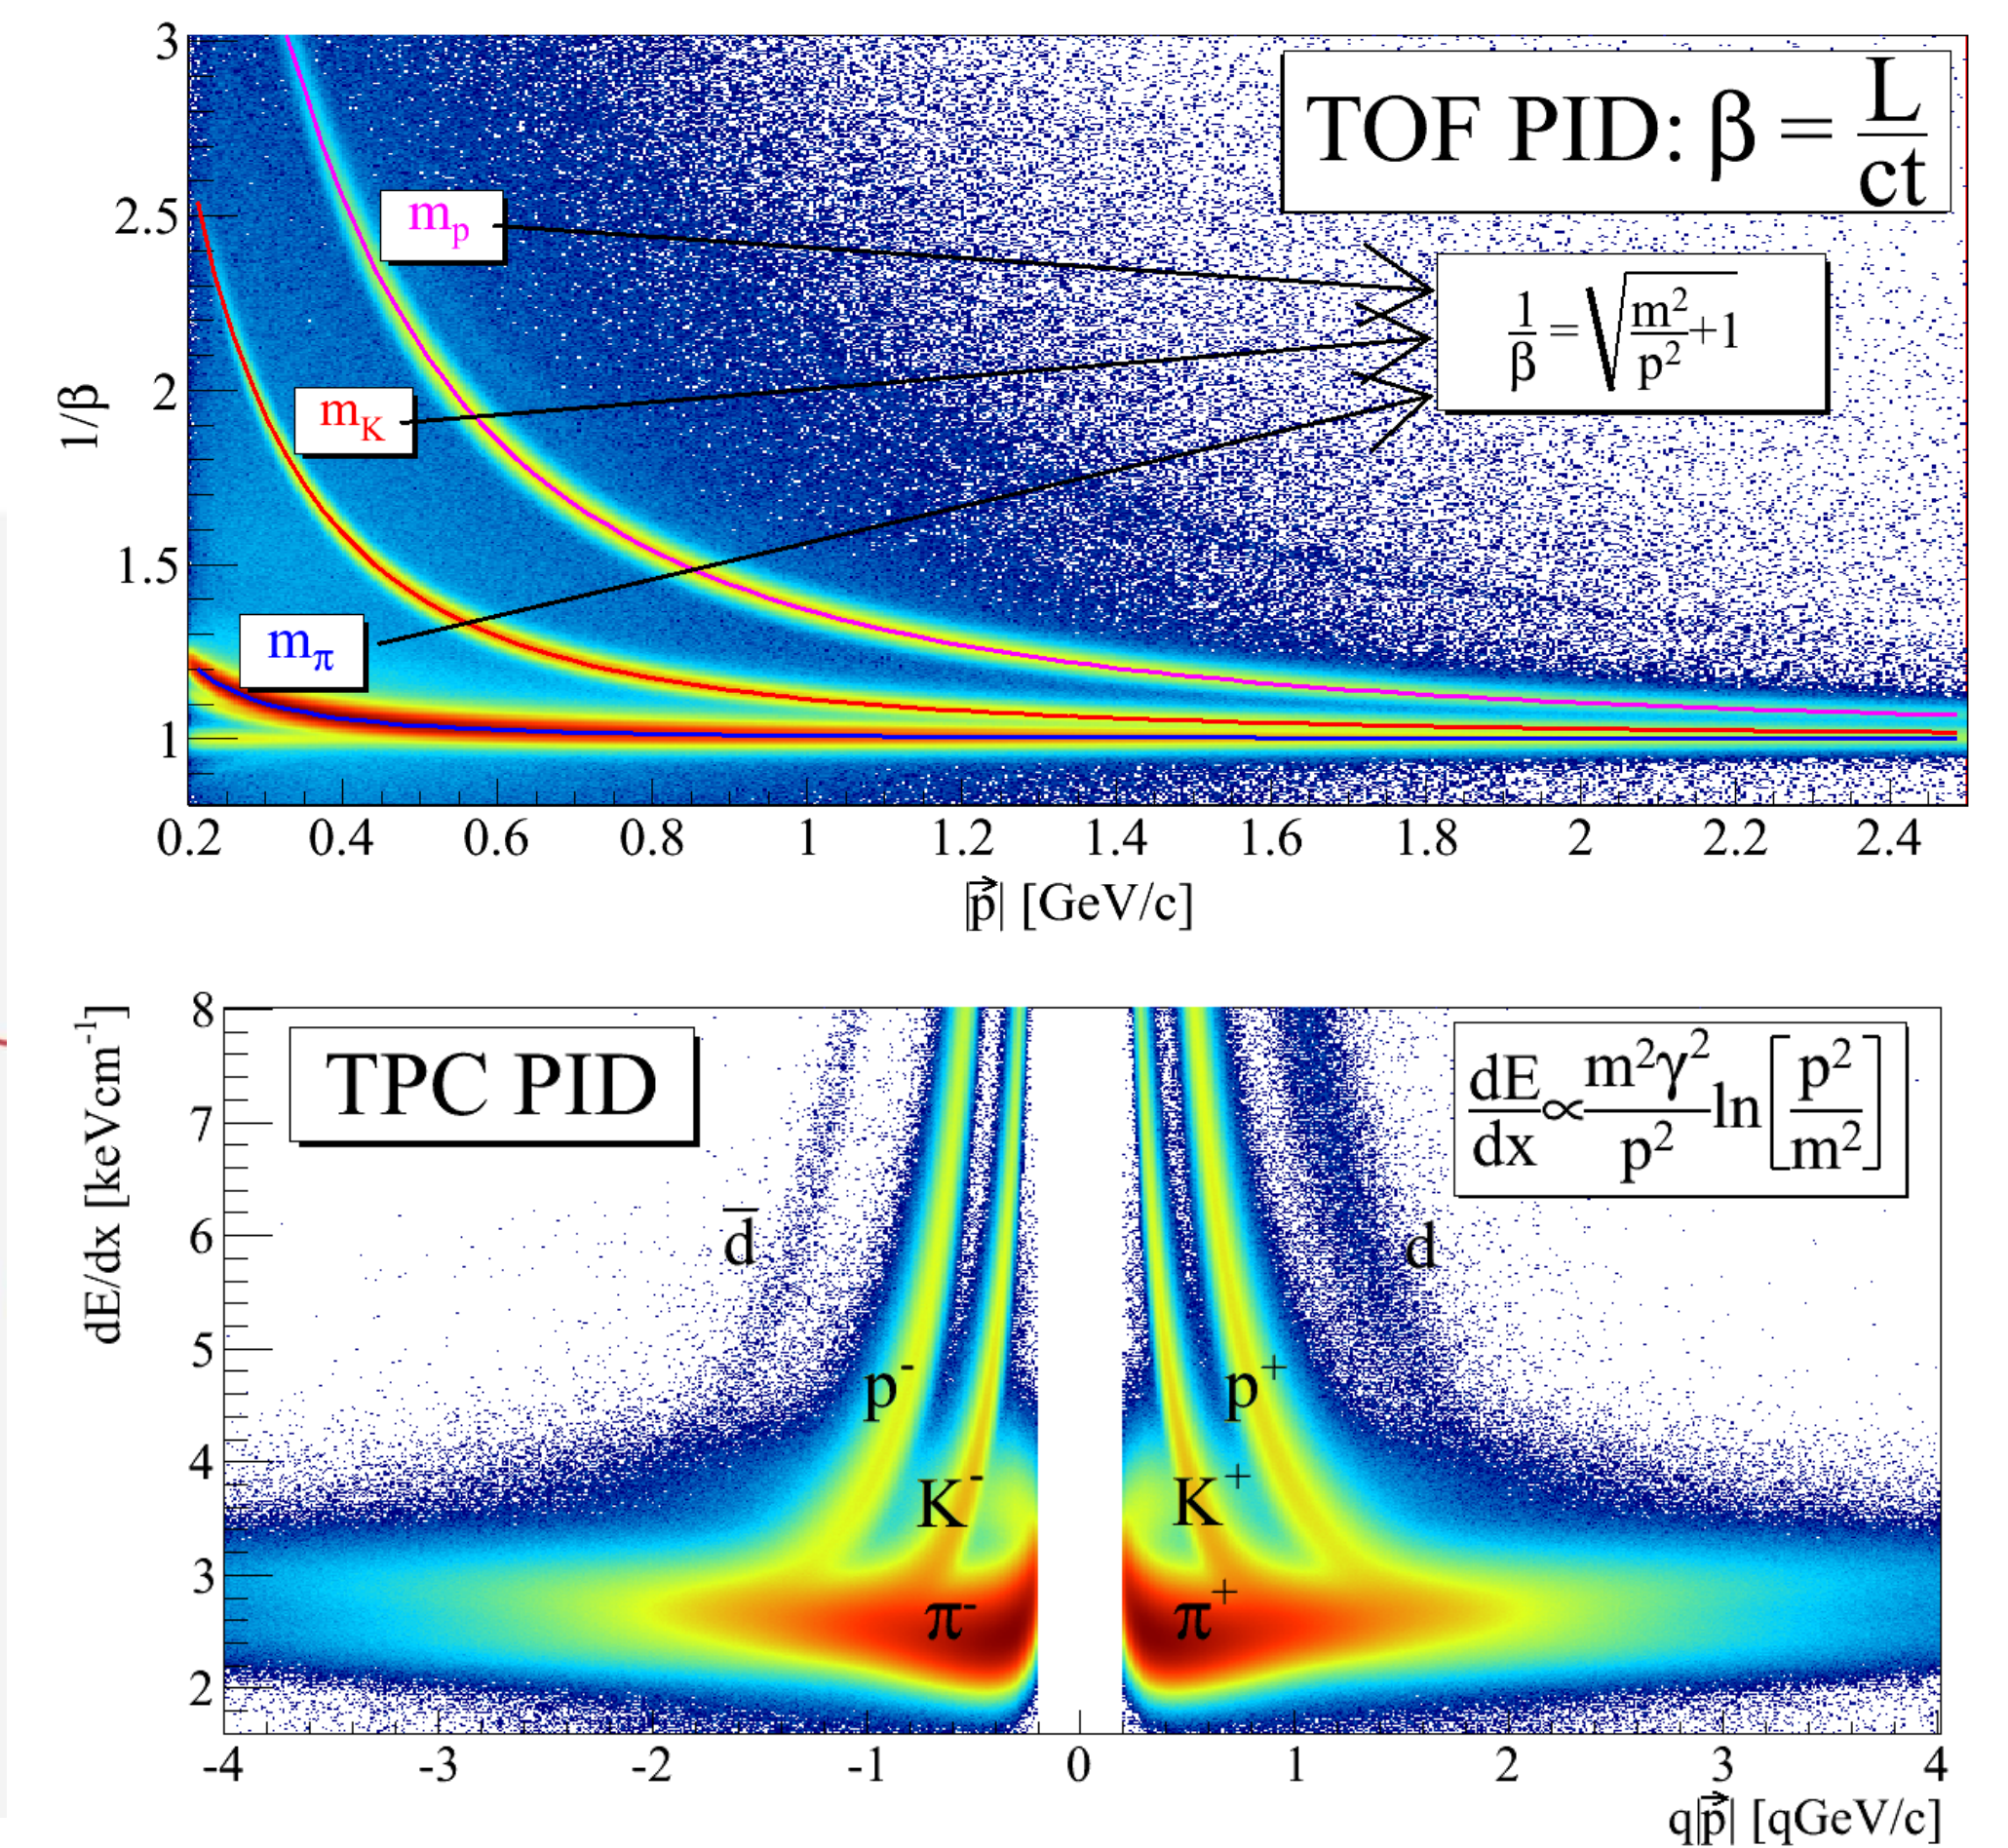 TOF PID: β = L/ct
1/β = √(m²/p² +1)
m_p
m_K
m_π
3
2.5
2
1.5
1
1/β
0.2 0.4 0.6 0.8 1 1.2 1.4 1.6 1.8 2 2.2 2.4
|p⃗| [GeV/c]
TPC PID
dE/dx ∝ m²γ²/p² ln[p²/m²]
d̅
d
p⁻
p⁺
K⁻
K⁺
π⁻
π⁺
8
7
6
5
4
3
2
dE/dx [keVcm⁻¹]
-4 -3 -2 -1 0 1 2 3 4
q|p⃗| [qGeV/c]